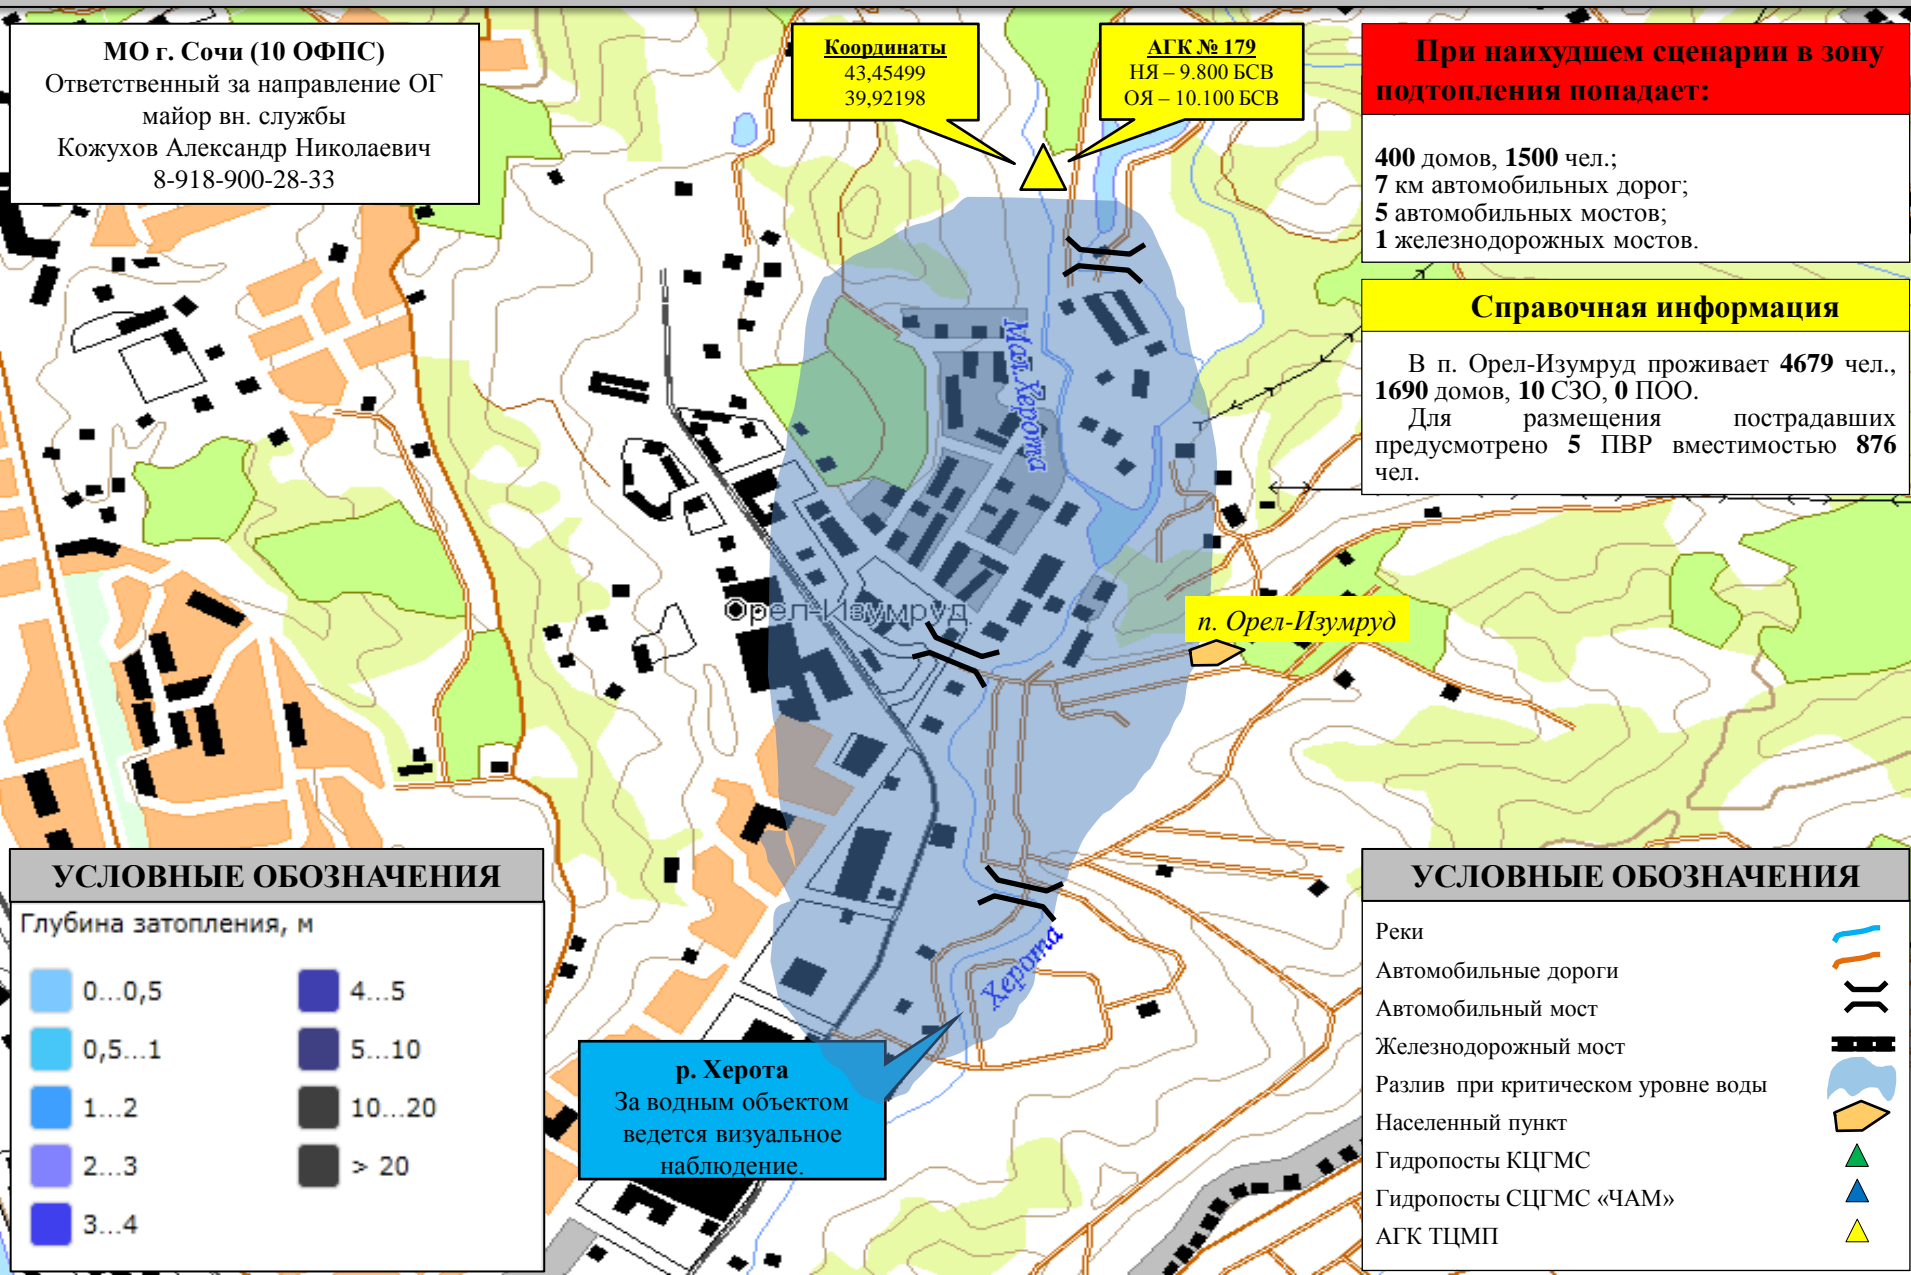 МО г. Сочи (10 ОФПС)
Ответственный за направление ОГ
майор вн. службы
Кожухов Александр Николаевич
8-918-900-28-33
Координаты
43,45499
39,92198
АГК № 179
НЯ – 9.800 БСВ
ОЯ – 10.100 БСВ
При наихудшем сценарии в зону
подтопления попадает:
400 домов, 1500 чел.;
7 км автомобильных дорог;
5 автомобильных мостов;
1 железнодорожных мостов.
Справочная информация
В п. Орел-Изумруд проживает 4679 чел.,
1690 домов, 10 СЗО, 0 ПОО.
Для размещения пострадавших
предусмотрено 5 ПВР вместимостью 876
чел.
Мал. Херота
Орел-Изумруд
п. Орел-Изумруд
Херота
р. Херота
За водным объектом
ведется визуальное
наблюдение.
УСЛОВНЫЕ ОБОЗНАЧЕНИЯ
Глубина затопления, м
0...0,5
0,5...1
1...2
2...3
3...4
4...5
5...10
10...20
> 20
УСЛОВНЫЕ ОБОЗНАЧЕНИЯ
Реки
Автомобильные дороги
Автомобильный мост
Железнодорожный мост
Разлив при критическом уровне воды
Населенный пункт
Гидропосты КЦГМС
Гидропосты СЦГМС «ЧАМ»
АГК ТЦМП